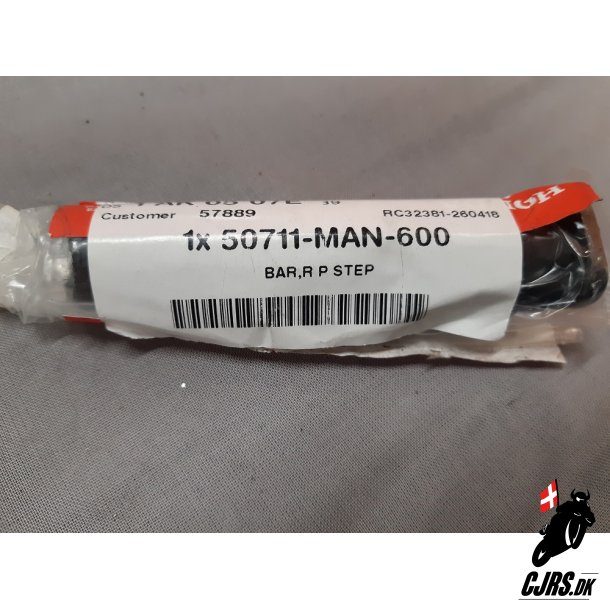 Customer 57889 RC32381-260418
1x 50711-MAN-600
BAR,R P STEP
CJRS.DK